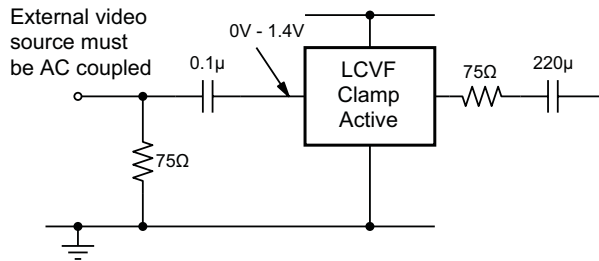 External video
source must
be AC coupled
0V - 1.4V
0.1µ
LCVF
Clamp
Active
75Ω
220µ
75Ω